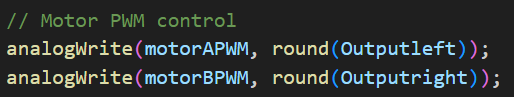 // Motor PWM control
analogWrite(motorAPWM, round(Outputleft));
analogWrite(motorBPWM, round(Outputright));